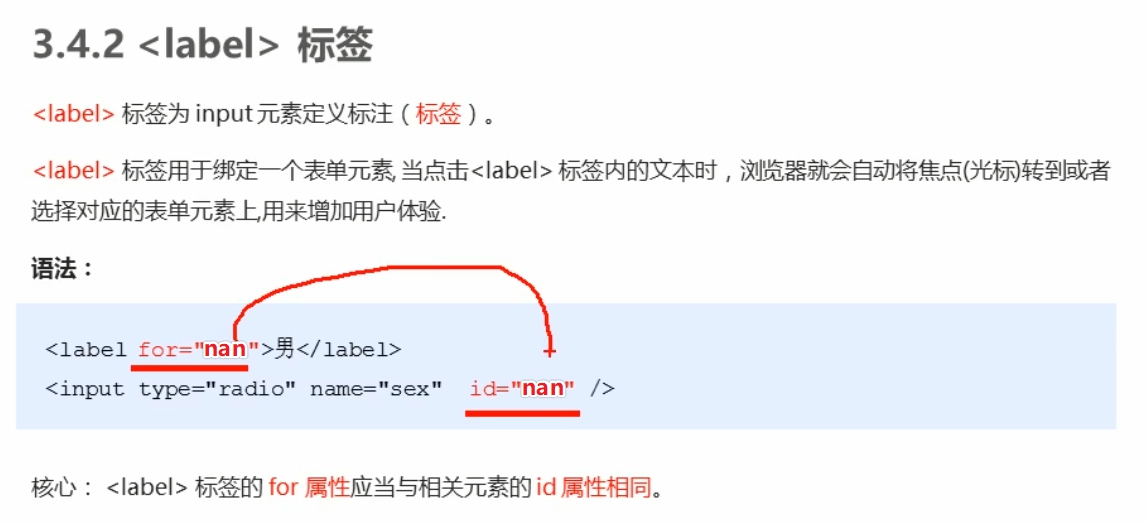 3.4.2 <label> 标签
<label> 标签为 input 元素定义标注（标签）。
<label> 标签用于绑定一个表单元素, 当点击<label> 标签内的文本时，浏览器就会自动将焦点(光标)转到或者
选择对应的表单元素上,用来增加用户体验.
语法：
<label for="nan">男</label>
<input type="radio" name="sex" id="nan" />
核心： <label> 标签的 for 属性应当与相关元素的 id 属性相同。